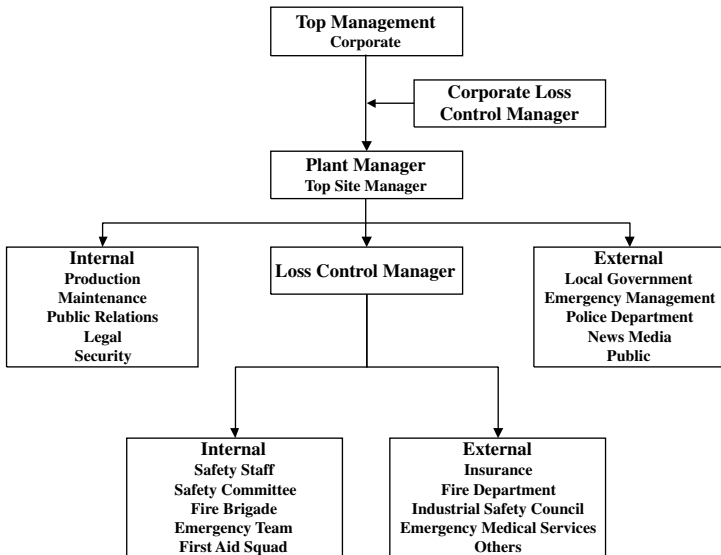 Top Management
Corporate
Corporate Loss
Control Manager
Plant Manager
Top Site Manager
Internal
Production
Maintenance
Public Relations
Legal
Security
Loss Control Manager
External
Local Government
Emergency Management
Police Department
News Media
Public
Internal
Safety Staff
Safety Committee
Fire Brigade
Emergency Team
First Aid Squad
External
Insurance
Fire Department
Industrial Safety Council
Emergency Medical Services
Others